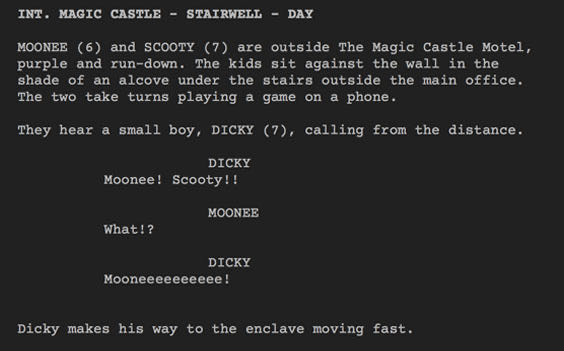 INT. MAGIC CASTLE - STAIRWELL - DAY
MOONEE (6) and SCOOTY (7) are outside The Magic Castle Motel,
purple and run-down. The kids sit against the wall in the
shade of an alcove under the stairs outside the main office.
The two take turns playing a game on a phone.
They hear a small boy, DICKY (7), calling from the distance.
DICKY
Moonee! Scooty!!
MOONEE
What!?
DICKY
Mooneeeeeeeeee!
Dicky makes his way to the enclave moving fast.